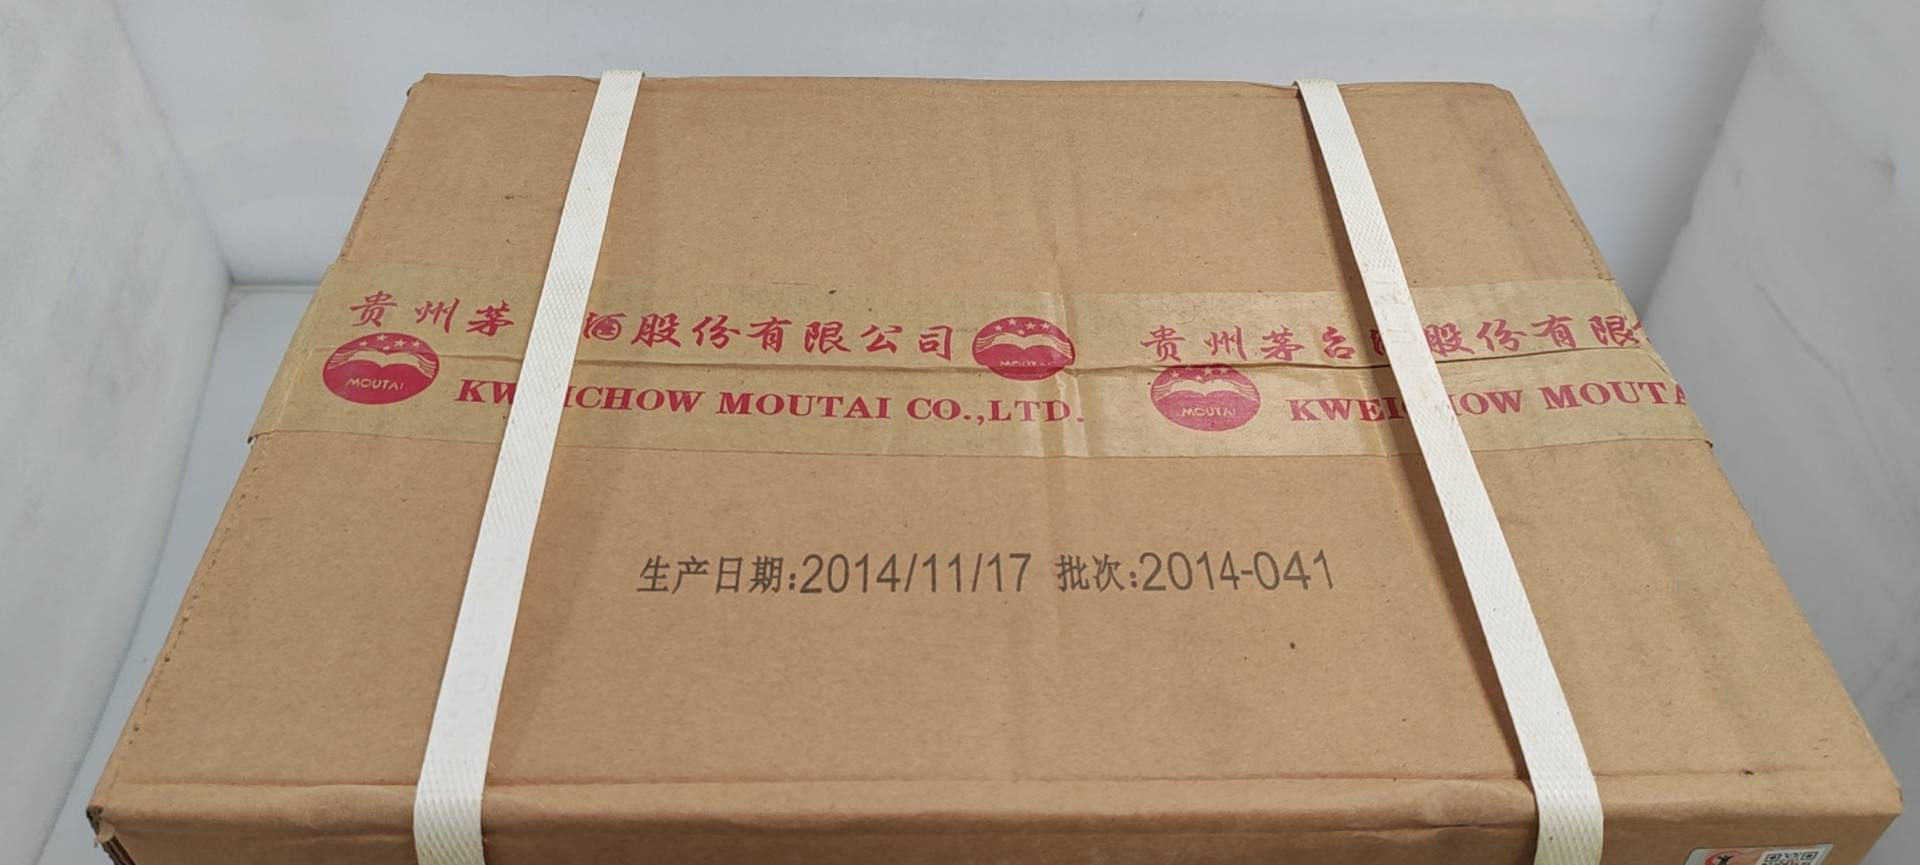 贵州茅 酒股份有限公司 贵州茅台 股份有限
MOUTAI KW ICHOW MOUTAI CO.,LTD. MOUTAI MOUTAI KWEIC HOW MOUTA
生产日期:2014/11/17 批次:2014-041